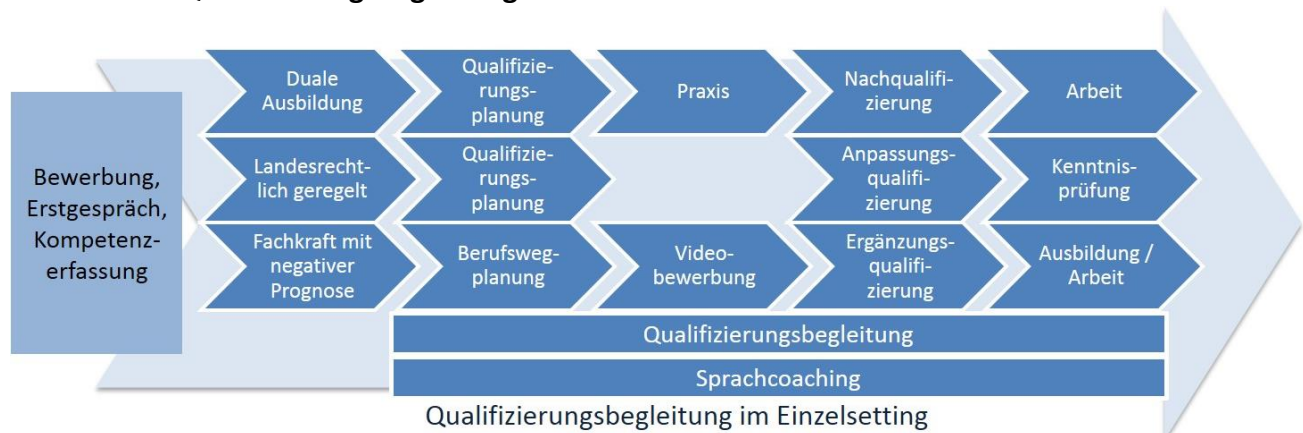 Bewerbung,
Erstgespräch,
Kompetenz-
erfassung
Duale
Ausbildung
Qualifizie-
rungs-
planung
Praxis
Nachqualifi-
zierung
Arbeit
Landesrecht-
lich geregelt
Qualifizie-
rungs-
planung
Anpassungs-
qualifi-
zierung
Kenntnis-
prüfung
Fachkraft mit
negativer
Prognose
Berufsweg-
planung
Video-
bewerbung
Ergänzungs-
qualifi-
zierung
Ausbildung /
Arbeit
Qualifizierungsbegleitung
Sprachcoaching
Qualifizierungsbegleitung im Einzelsetting